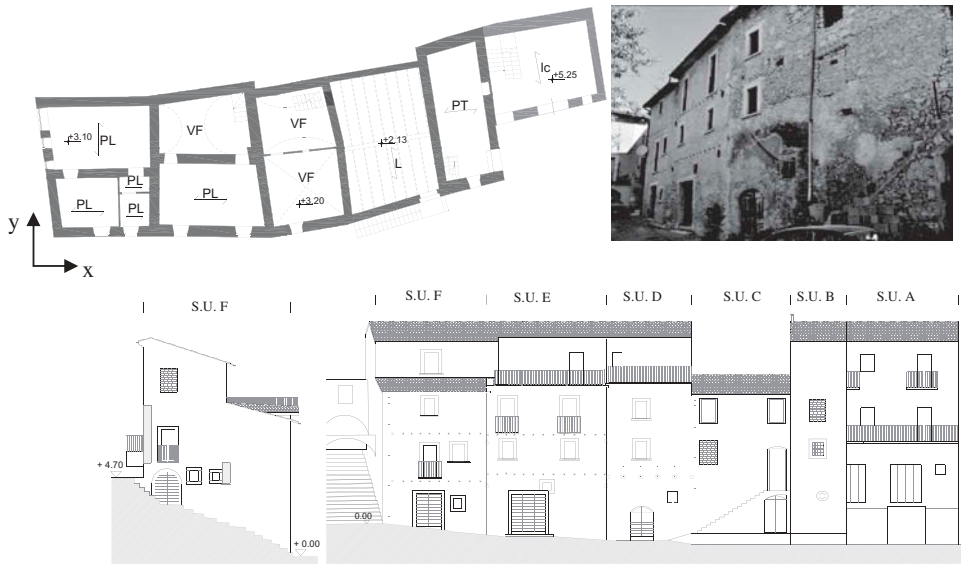 Ic
+5.25
PT
VF
VF
+2.13
+3.10
PL
L
VF
PL
PL
PL
PL
+3.20
y
x
S.U. F
S.U. F
S.U. E
S.U. D
S.U. C
S.U. B
S.U. A
+ 4.70
0.00
+ 0.00